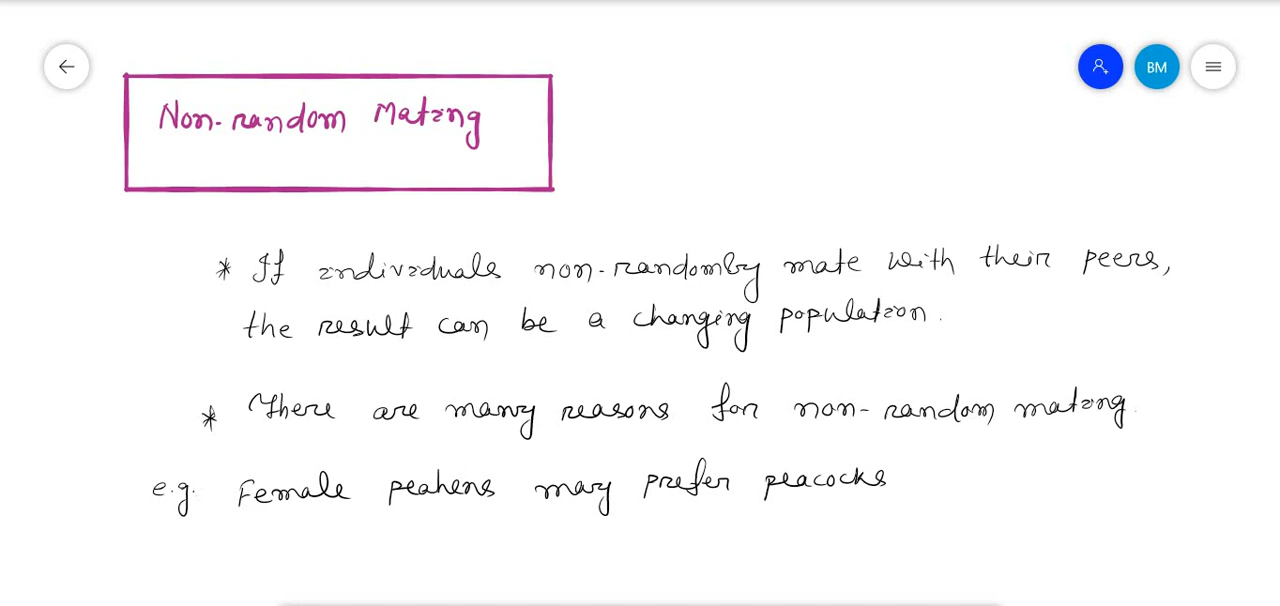 BM
Non-random Mating
* If individuals non-randomly mate with their peers,
the result can be a changing population.
* There are many reasons for non-random mating.
e.g. Female peahens may prefer peacocks